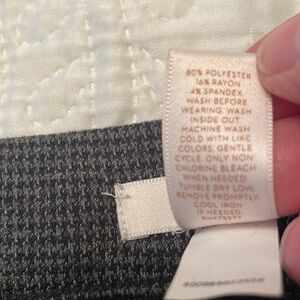 80% POLYESTER
16% RAYON
4% SPANDEX
WASH BEFORE
WEARING. WASH
INSIDE OUT
MACHINE WASH
COLD WITH LIKE
COLORS, GENTLE
CYCLE. ONLY NON-
CHLORINE BLEACH
WHEN NEEDED.
TUMBLE DRY LOW.
REMOVE PROMPTLY.
COOL IRON
IF NEEDED.